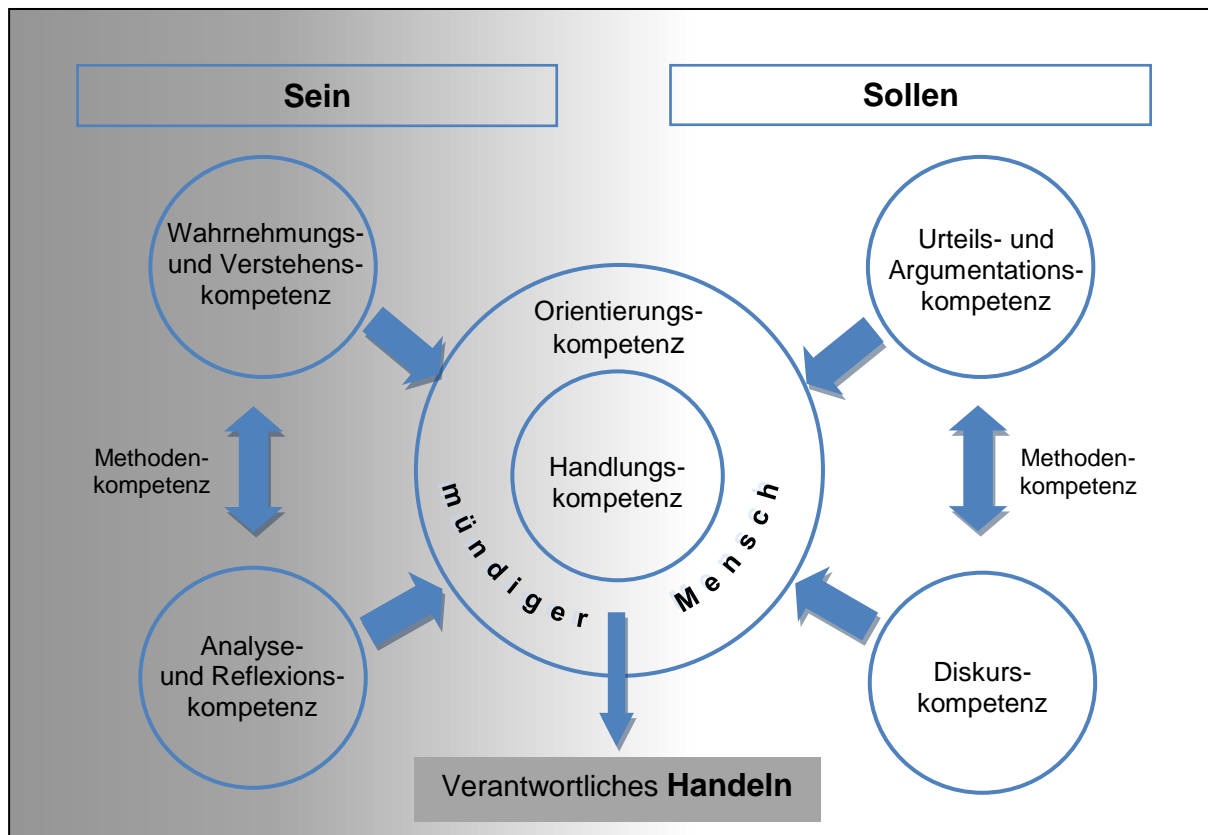 Sein
Sollen
Wahrnehmungs-
und Verstehens-
kompetenz
Urteils- und
Argumentations-
kompetenz
Orientierungs-
kompetenz
Handlungs-
kompetenz
mündiger Mensch
Methoden-
kompetenz
Methoden-
kompetenz
Analyse-
und Reflexions-
kompetenz
Diskurs-
kompetenz
Verantwortliches Handeln